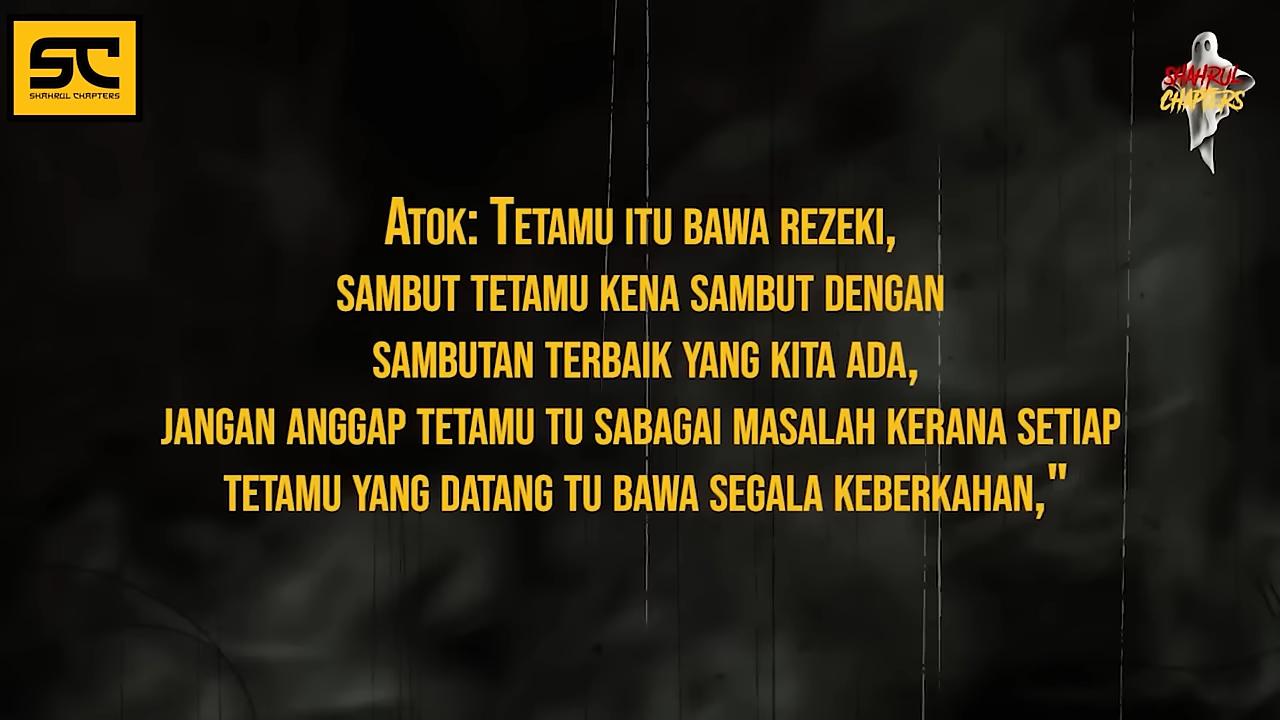 SC
SHAHRUL CHAPTERS
SHAHRUL
CHAPTERS
ATOK: TETAMU ITU BAWA REZEKI,
SAMBUT TETAMU KENA SAMBUT DENGAN
SAMBUTAN TERBAIK YANG KITA ADA,
JANGAN ANGGAP TETAMU TU SABAGAI MASALAH KERANA SETIAP
TETAMU YANG DATANG TU BAWA SEGALA KEBERKAHAN,"